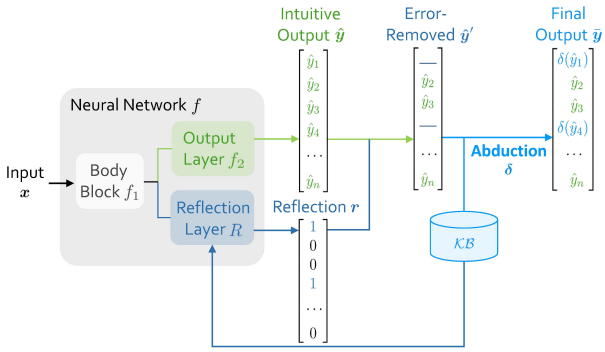 Intuitive
Output ŷ
Error-
Removed ŷ′
Final
Output ȳ
Neural Network f
Input
x
Body
Block f₁
Output
Layer f₂
Reflection
Layer R
ŷ₁
ŷ₂
ŷ₃
ŷ₄
...
ŷₙ
Reflection r
1
0
0
1
...
0
—
ŷ₂
ŷ₃
—
...
ŷₙ
Abduction
δ
KB
δ(ŷ₁)
ŷ₂
ŷ₃
δ(ŷ₄)
...
ŷₙ